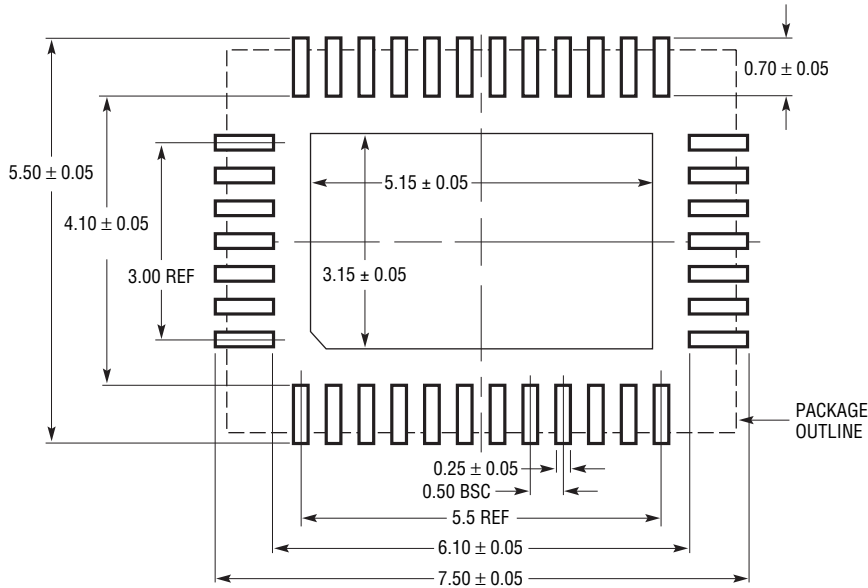 0.70 ± 0.05
5.50 ± 0.05
5.15 ± 0.05
4.10 ± 0.05
3.00 REF
3.15 ± 0.05
PACKAGE
OUTLINE
0.25 ± 0.05
0.50 BSC
5.5 REF
6.10 ± 0.05
7.50 ± 0.05